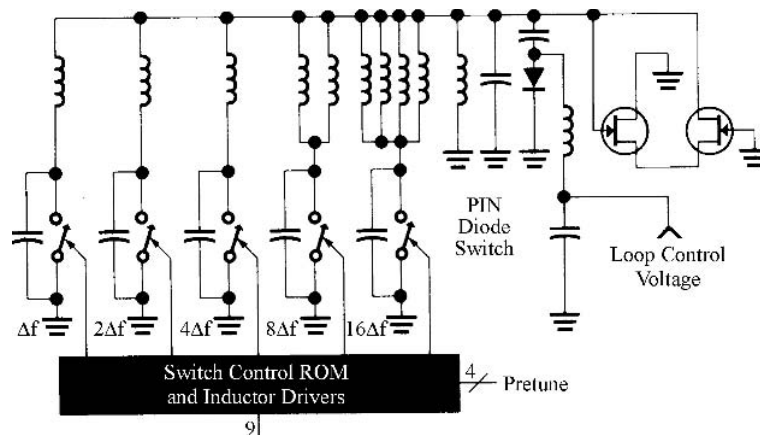 PIN
Diode
Switch
Loop Control
Voltage
Δf
2Δf
4Δf
8Δf
16Δf
Switch Control ROM
and Inductor Drivers
4
Pretune
9